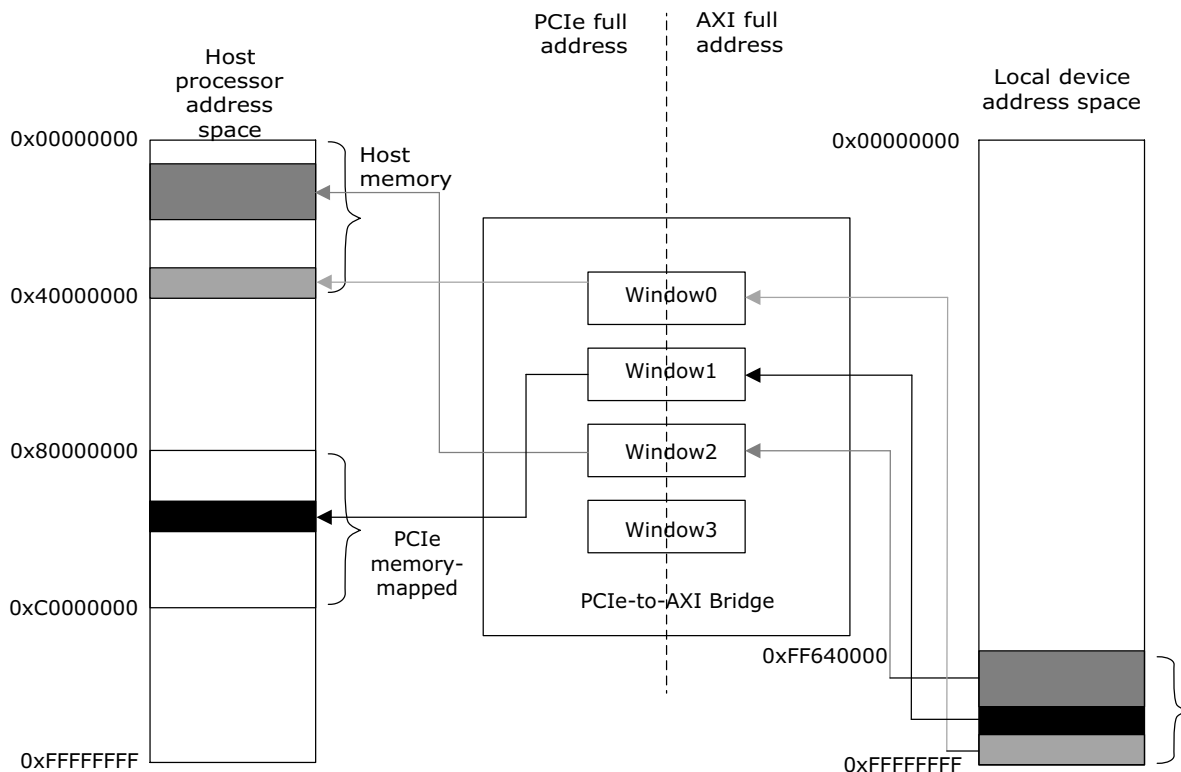 PCIe full
address
AXI full
address
Host
processor
address
space
Local device
address space
0x00000000
0x00000000
Host
memory
0x40000000
Window0
Window1
0x80000000
Window2
Window3
PCIe
memory-
mapped
0xC0000000
PCIe-to-AXI Bridge
0xFF640000
0xFFFFFFFF
0xFFFFFFFF